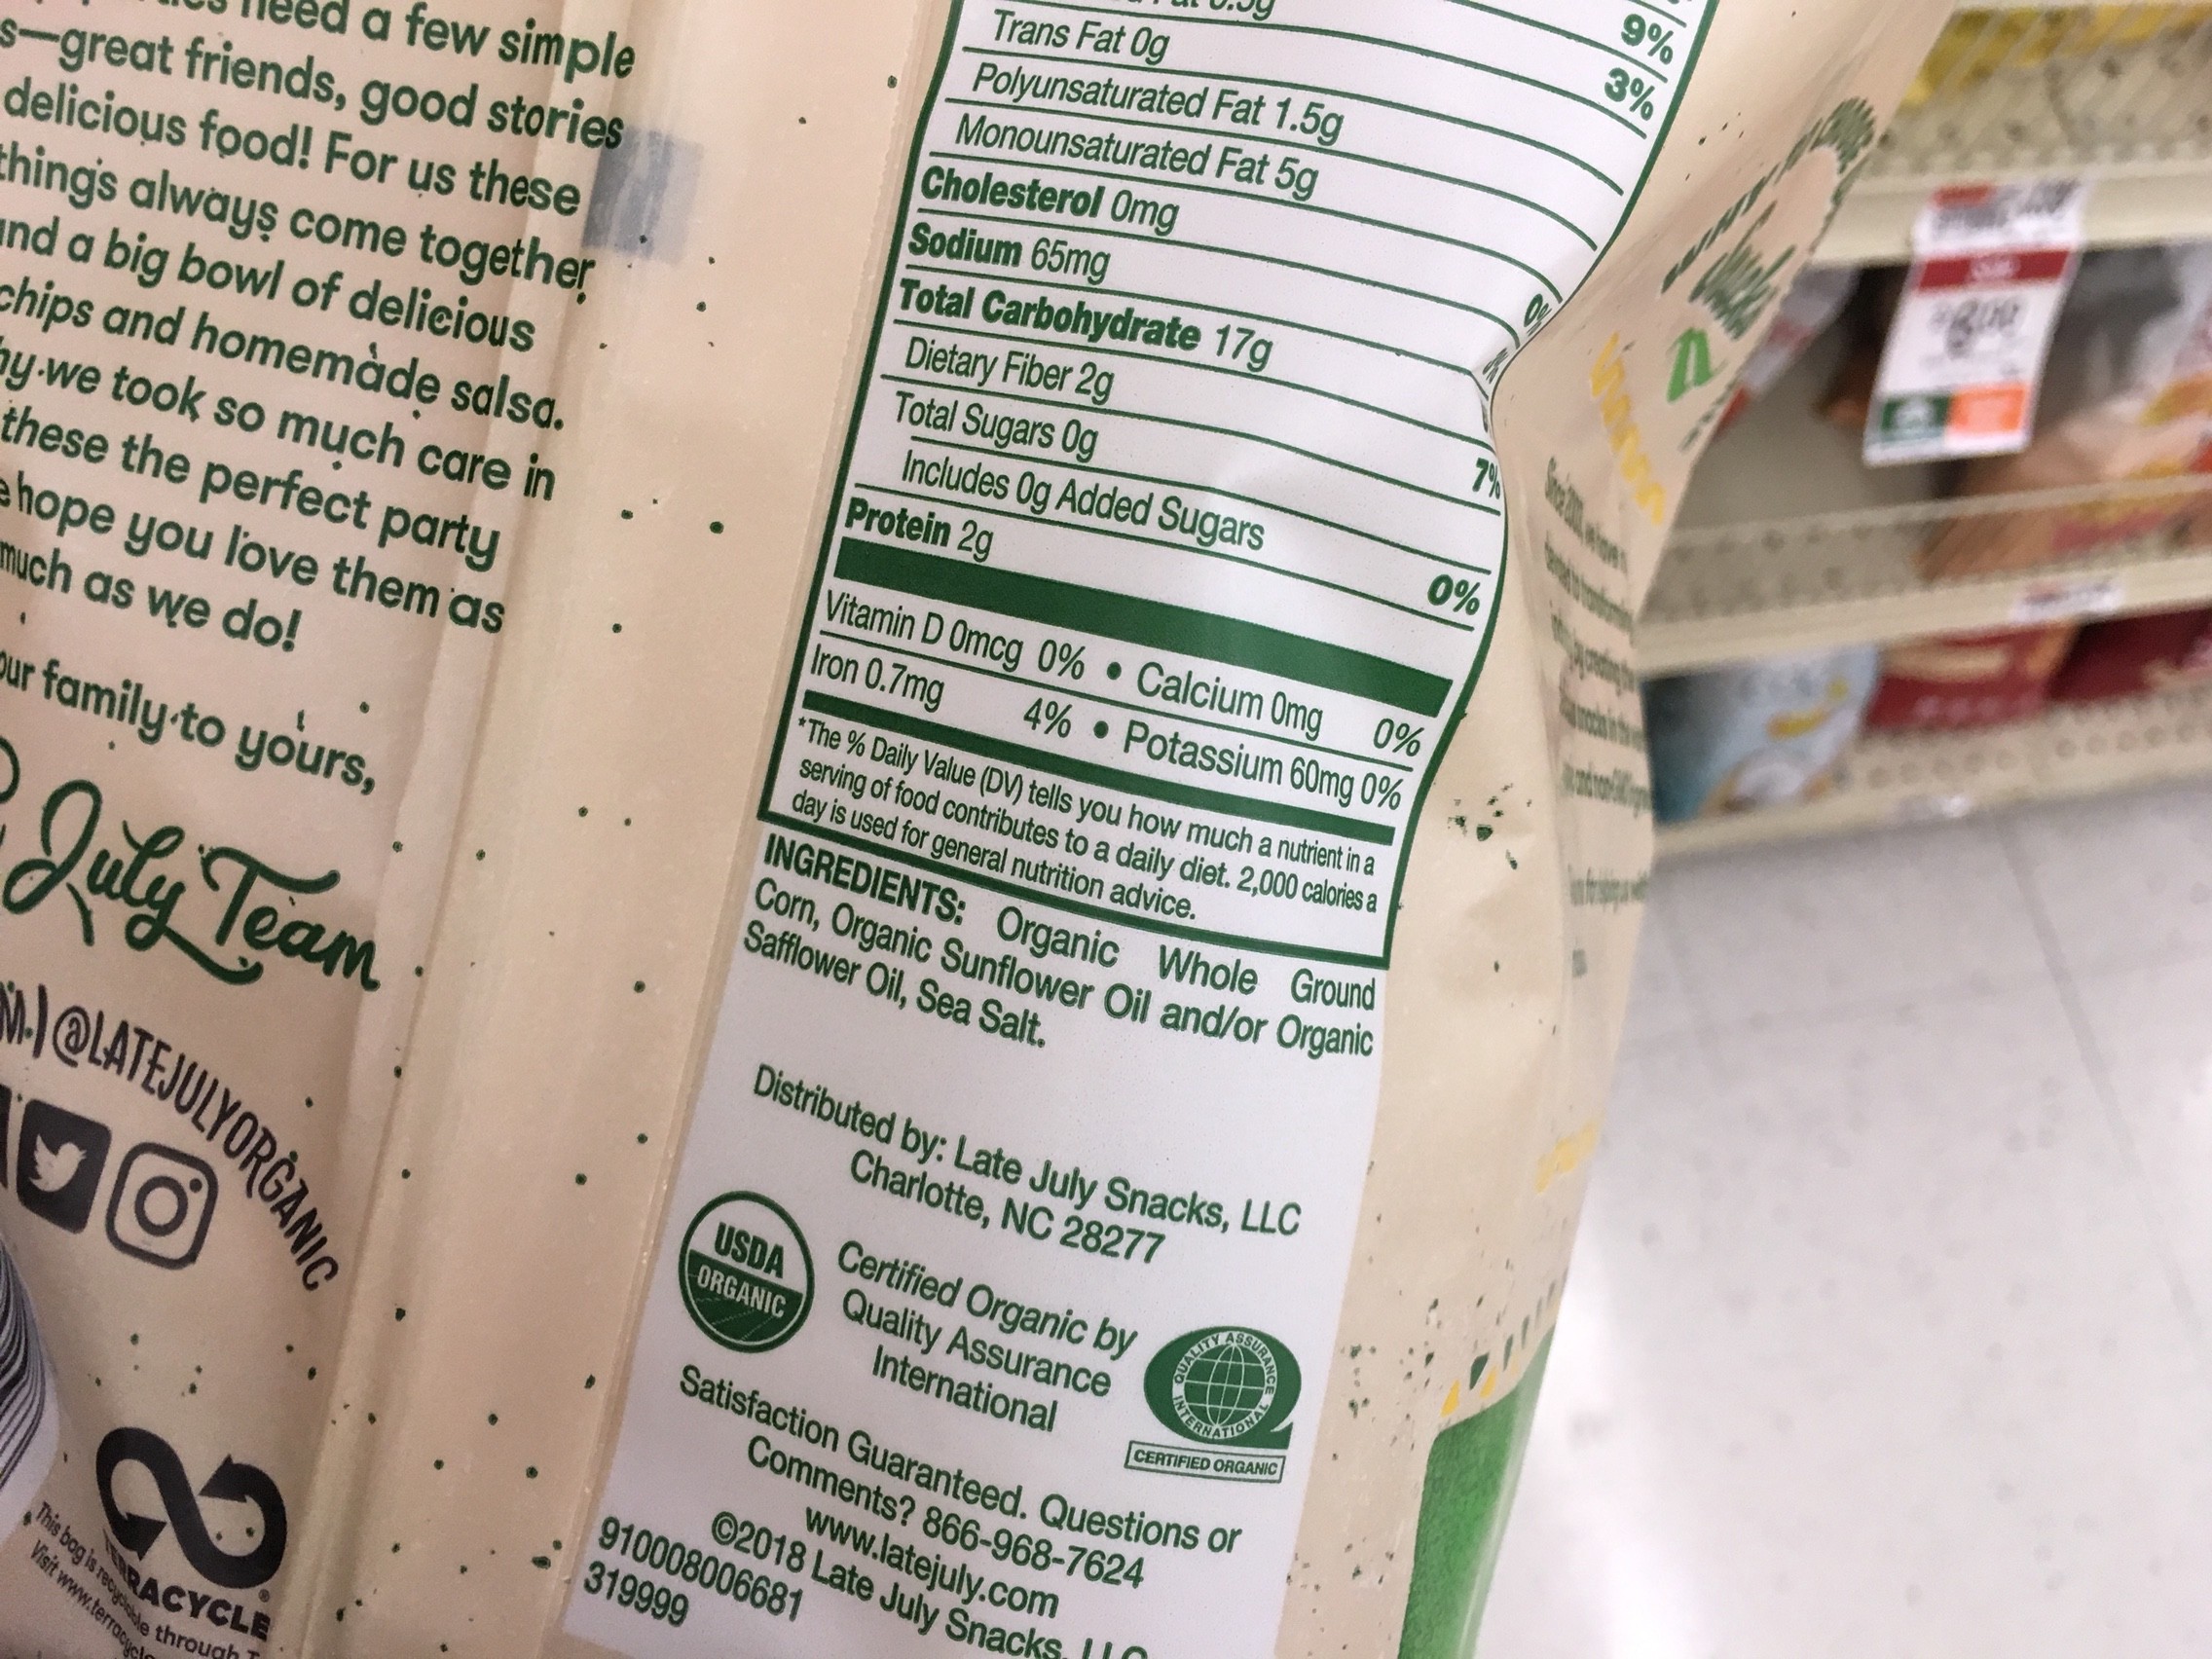 need a few simple
great friends, good stories
delicious food! For us these
things always come together
and a big bowl of delicious
chips and homemade salsa.
we took so much care in
these the perfect party
hope you love them as
much as we do!
our family to yours,
July Team
@LATEJULYORGANIC
TERRACYCLE
This bag is recyclable through
9%
Trans Fat 0g
3%
Polyunsaturated Fat 1.5g
Monounsaturated Fat 5g
Cholesterol 0mg
Sodium 65mg
Total Carbohydrate 17g
Dietary Fiber 2g 7%
Total Sugars 0g
Includes 0g Added Sugars 0%
Protein 2g
Vitamin D 0mcg 0% • Calcium 0mg 0%
Iron 0.7mg 4% • Potassium 60mg 0%
*The % Daily Value (DV) tells you how much a nutrient in a
serving of food contributes to a daily diet. 2,000 calories a
day is used for general nutrition advice.
INGREDIENTS: Organic Whole Ground
Corn, Organic Sunflower Oil and/or Organic
Safflower Oil, Sea Salt.
Distributed by: Late July Snacks, LLC
Charlotte, NC 28277
USDA
ORGANIC
Certified Organic by
Quality Assurance
International
QUALITY ASSURANCE
INTERNATIONAL
CERTIFIED ORGANIC
Satisfaction Guaranteed. Questions or
Comments? 866-968-7624
www.latejuly.com
©2018 Late July Snacks, LLC
910008006681
319999